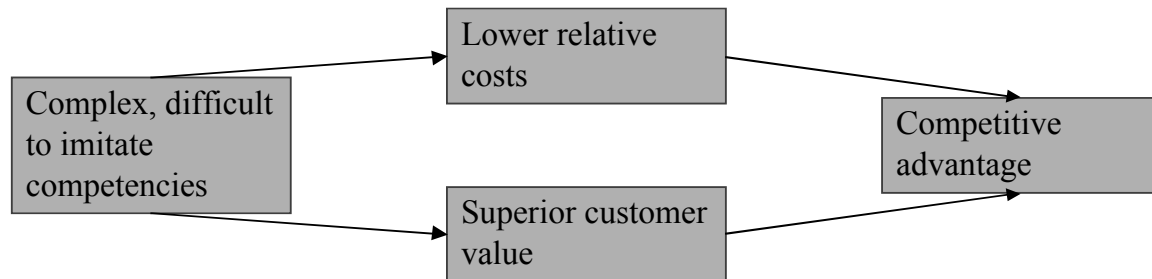 Lower relative
costs
Complex, difficult
to imitate
competencies
Competitive
advantage
Superior customer
value